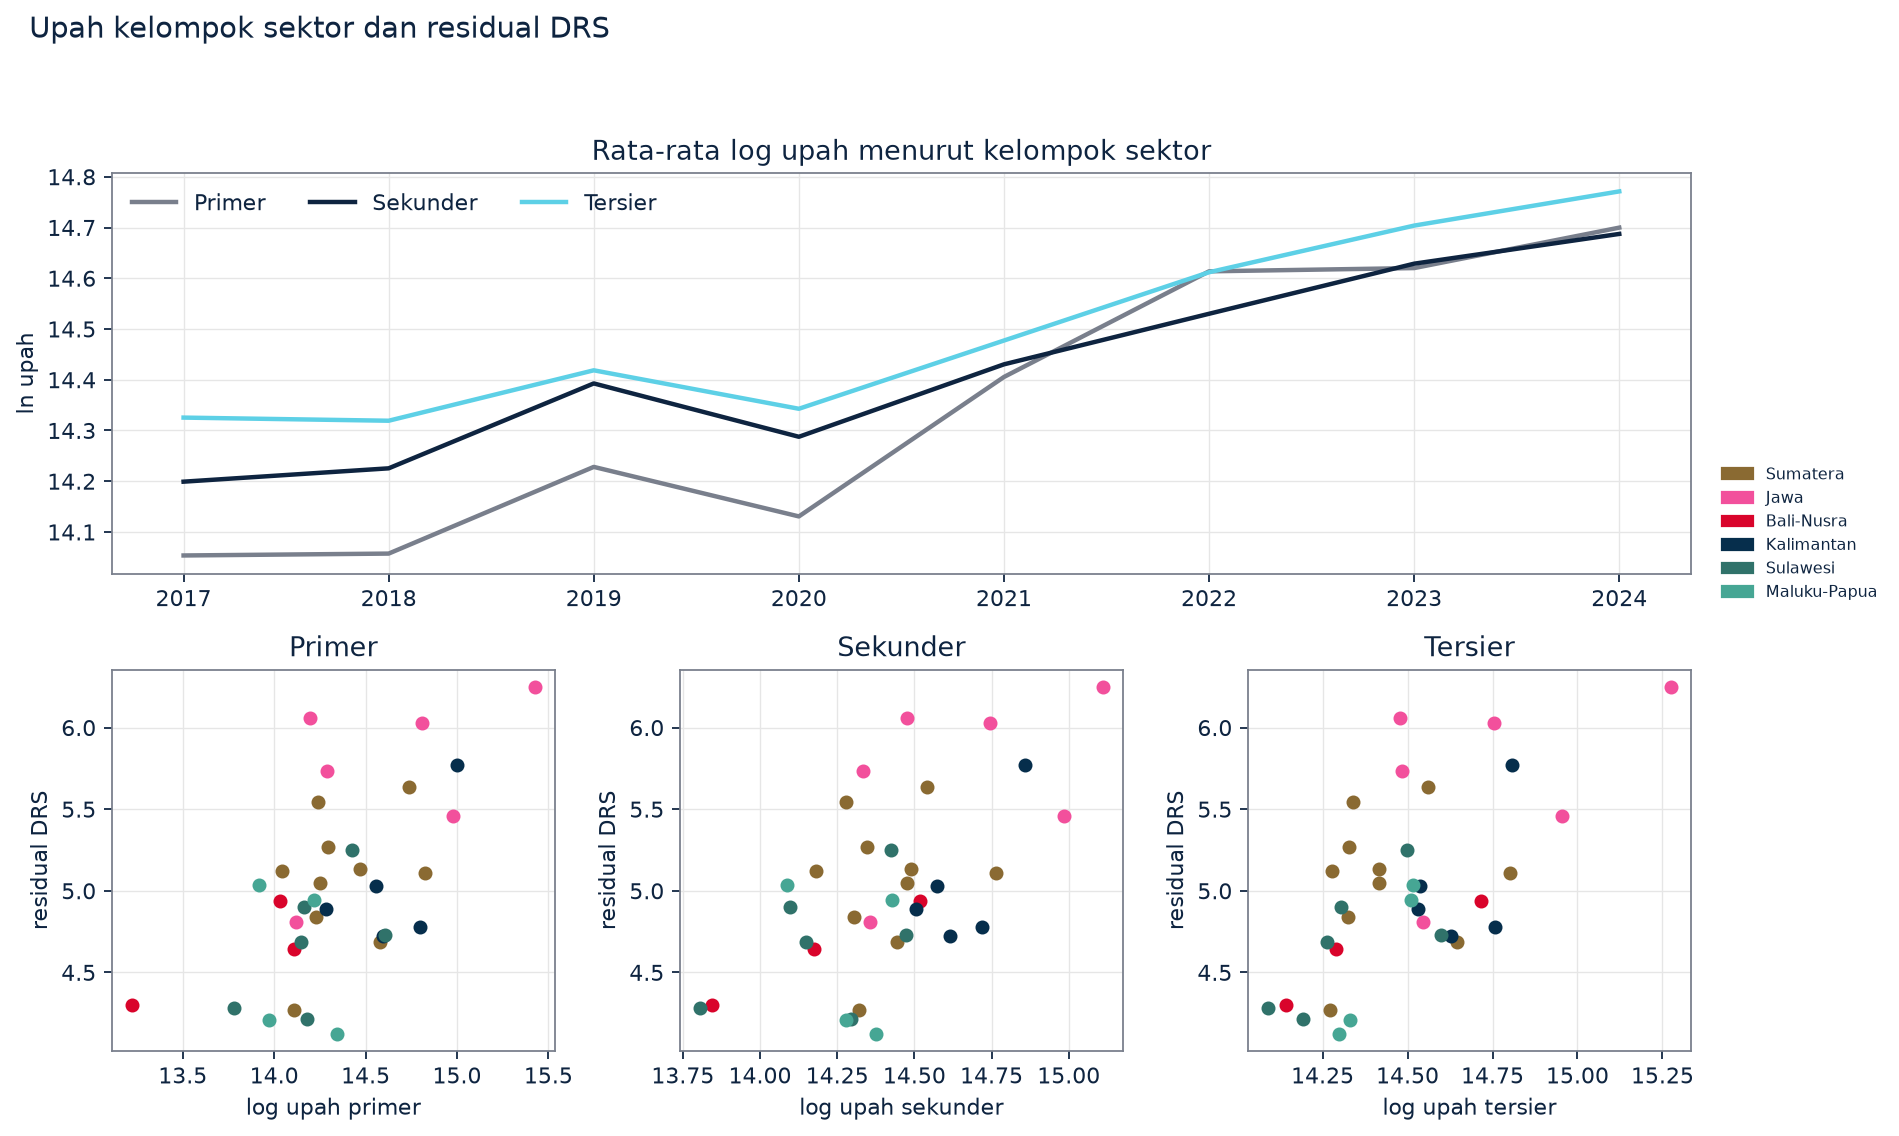 Upah kelompok sektor dan residual DRS
Rata-rata log upah menurut kelompok sektor
Primer
Sekunder
Tersier
ln upah
14.8
14.7
14.6
14.5
14.4
14.3
14.2
14.1
2017
2018
2019
2020
2021
2022
2023
2024
Sumatera
Jawa
Bali-Nusra
Kalimantan
Sulawesi
Maluku-Papua
Primer
residual DRS
6.0
5.5
5.0
4.5
13.5
14.0
14.5
15.0
15.5
log upah primer
Sekunder
residual DRS
6.0
5.5
5.0
4.5
13.75
14.00
14.25
14.50
14.75
15.00
log upah sekunder
Tersier
residual DRS
6.0
5.5
5.0
4.5
14.25
14.50
14.75
15.00
15.25
log upah tersier